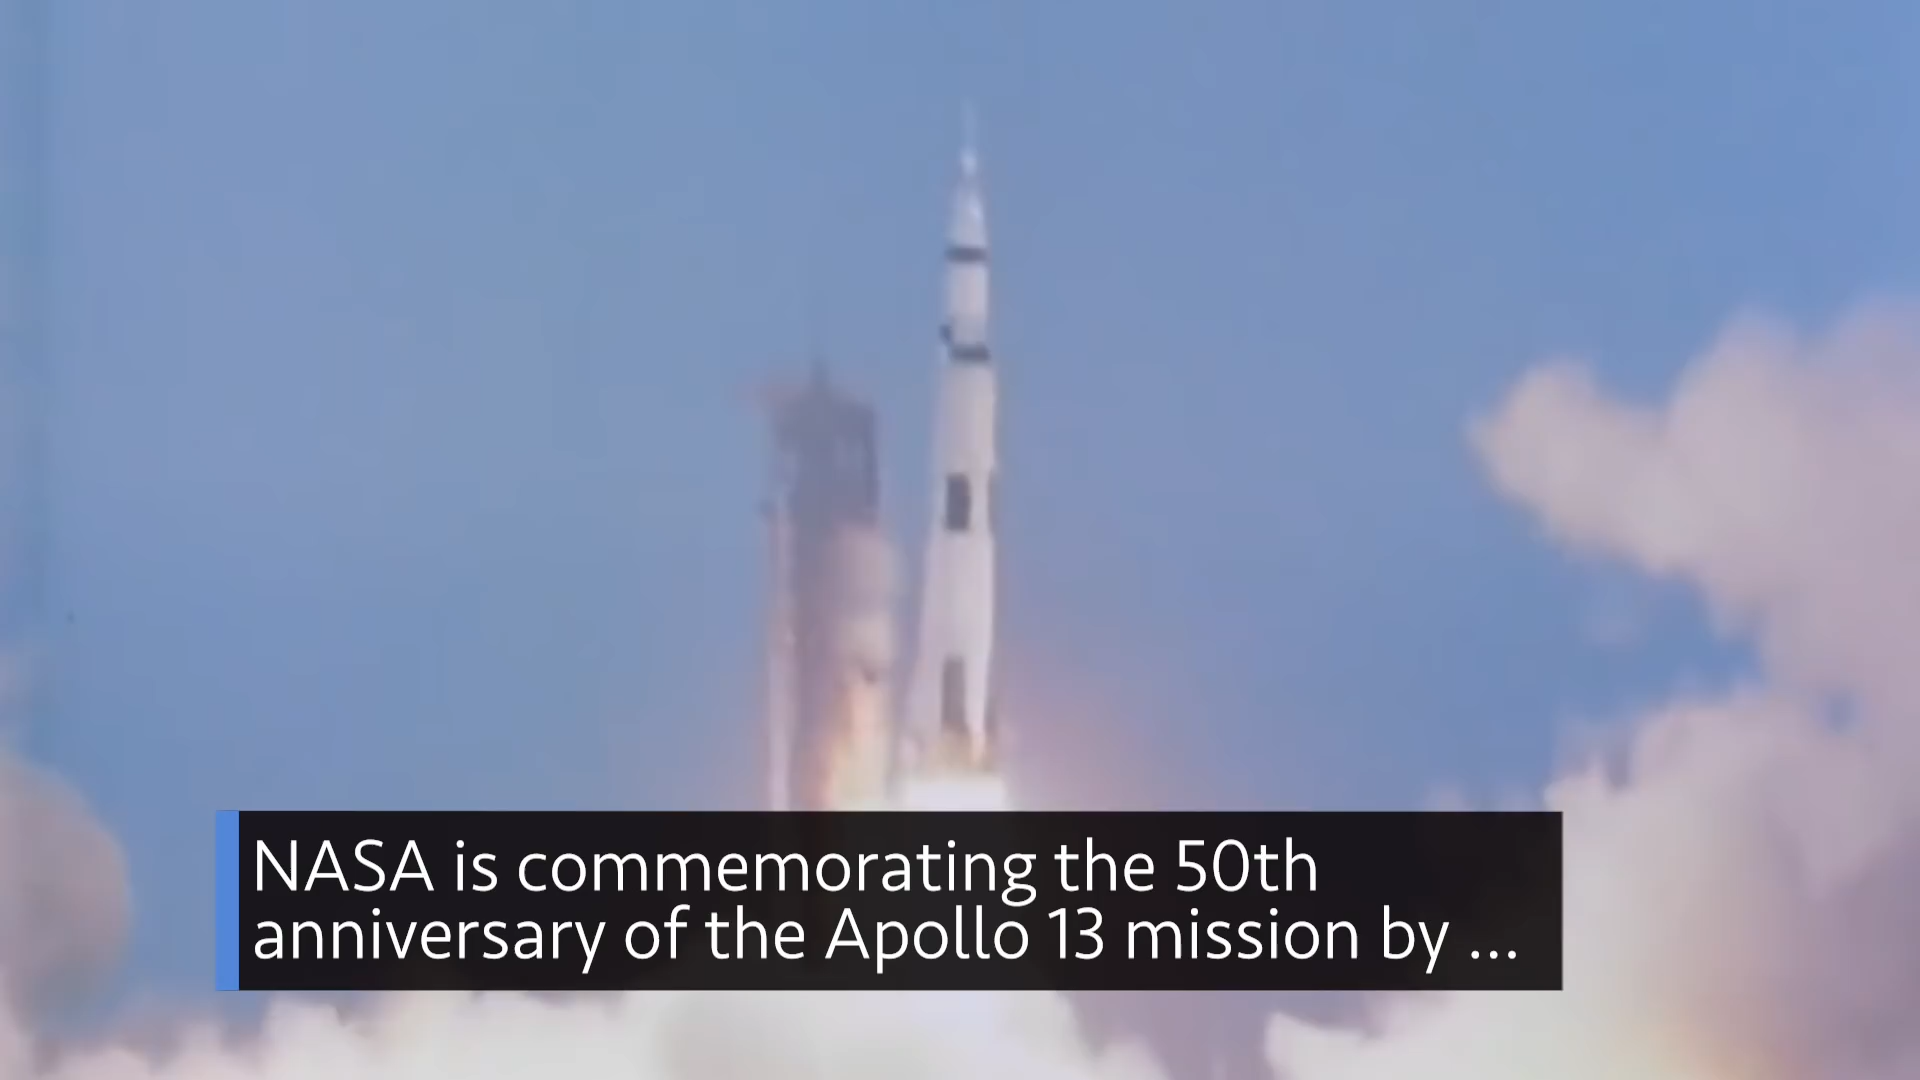 NASA is commemorating the 50th
anniversary of the Apollo 13 mission by ...